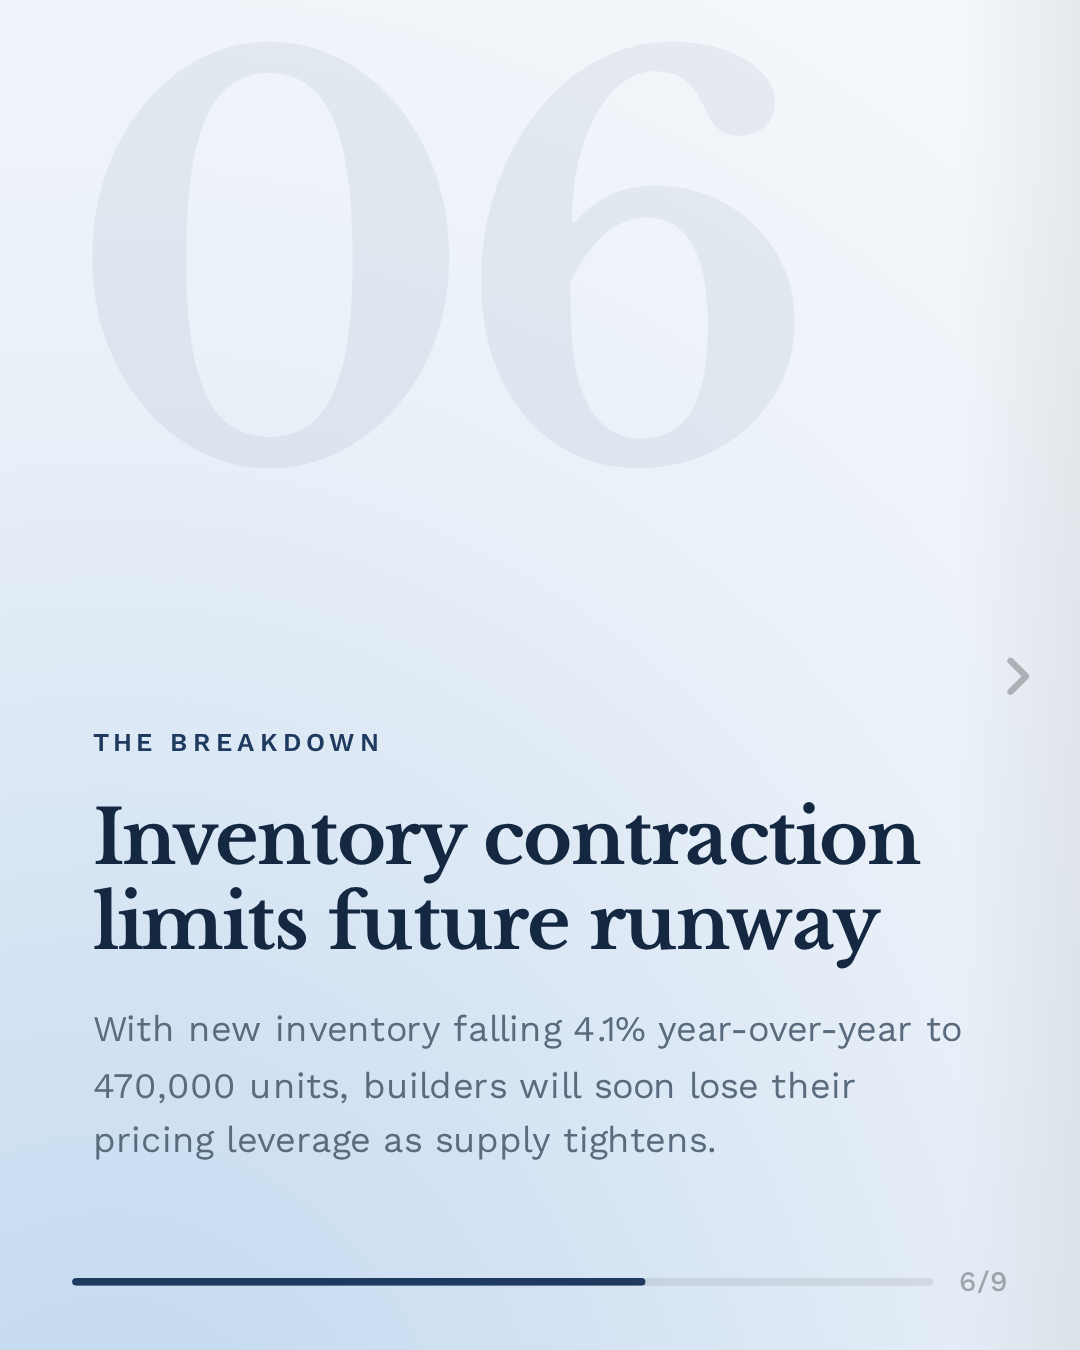 06
THE BREAKDOWN
Inventory contraction
limits future runway
With new inventory falling 4.1% year-over-year to
470,000 units, builders will soon lose their
pricing leverage as supply tightens.
6/9